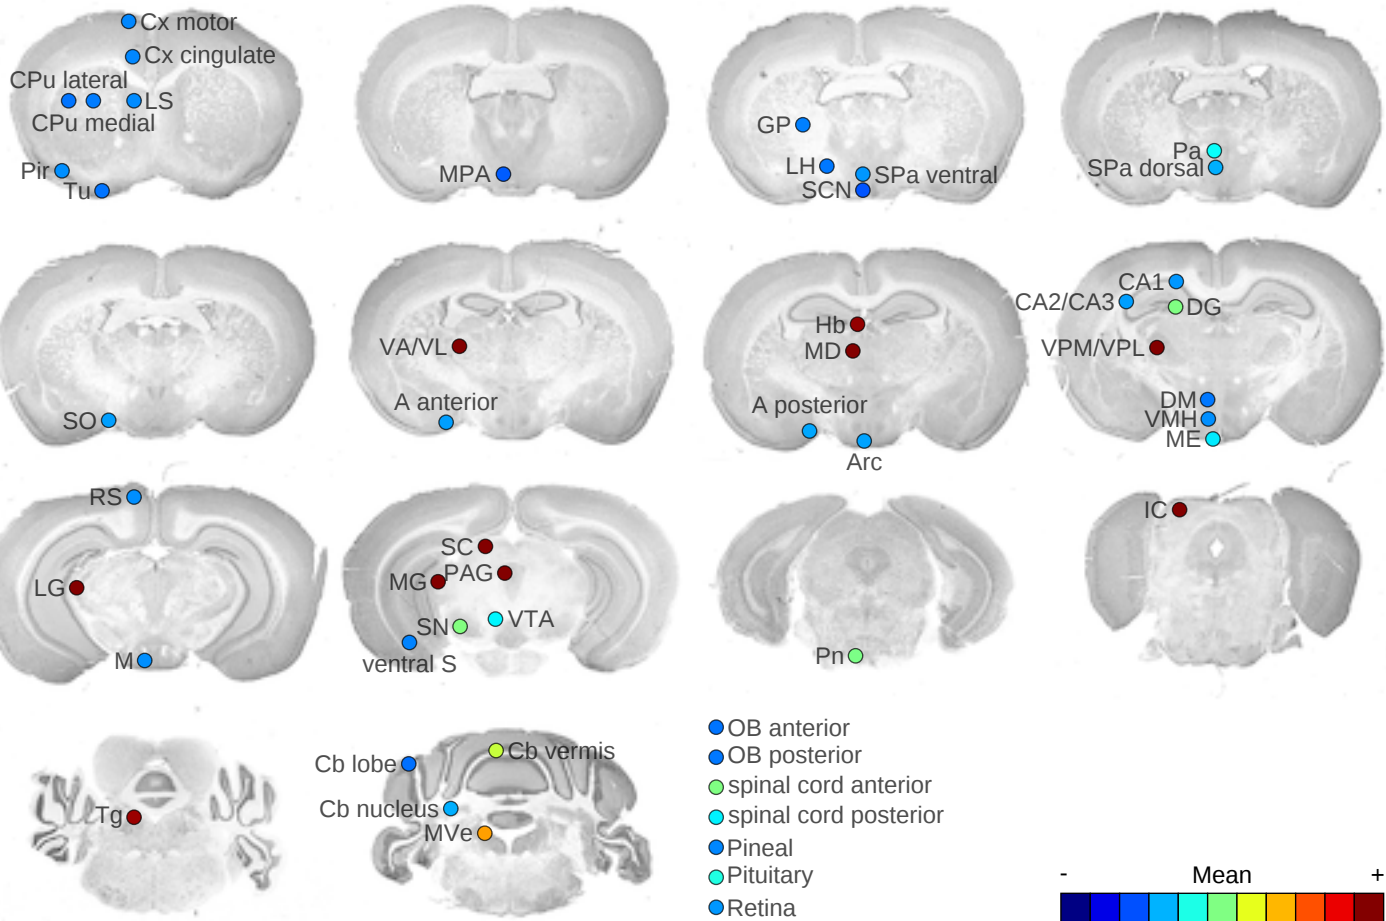 Cx motor
Cx cingulate
CPu lateral
LS
CPu medial
Pir
Tu
MPA
GP
LH
SPa ventral
SCN
Pa
SPa dorsal
SO
VA/VL
A anterior
Hb
MD
A posterior
Arc
CA1
CA2/CA3
DG
VPM/VPL
DM
VMH
ME
RS
LG
M
SC
PAG
MG
SN
VTA
ventral S
Pn
IC
Tg
Cb lobe
Cb vermis
Cb nucleus
MVe
OB anterior
OB posterior
spinal cord anterior
spinal cord posterior
Pineal
Pituitary
Retina
- Mean +